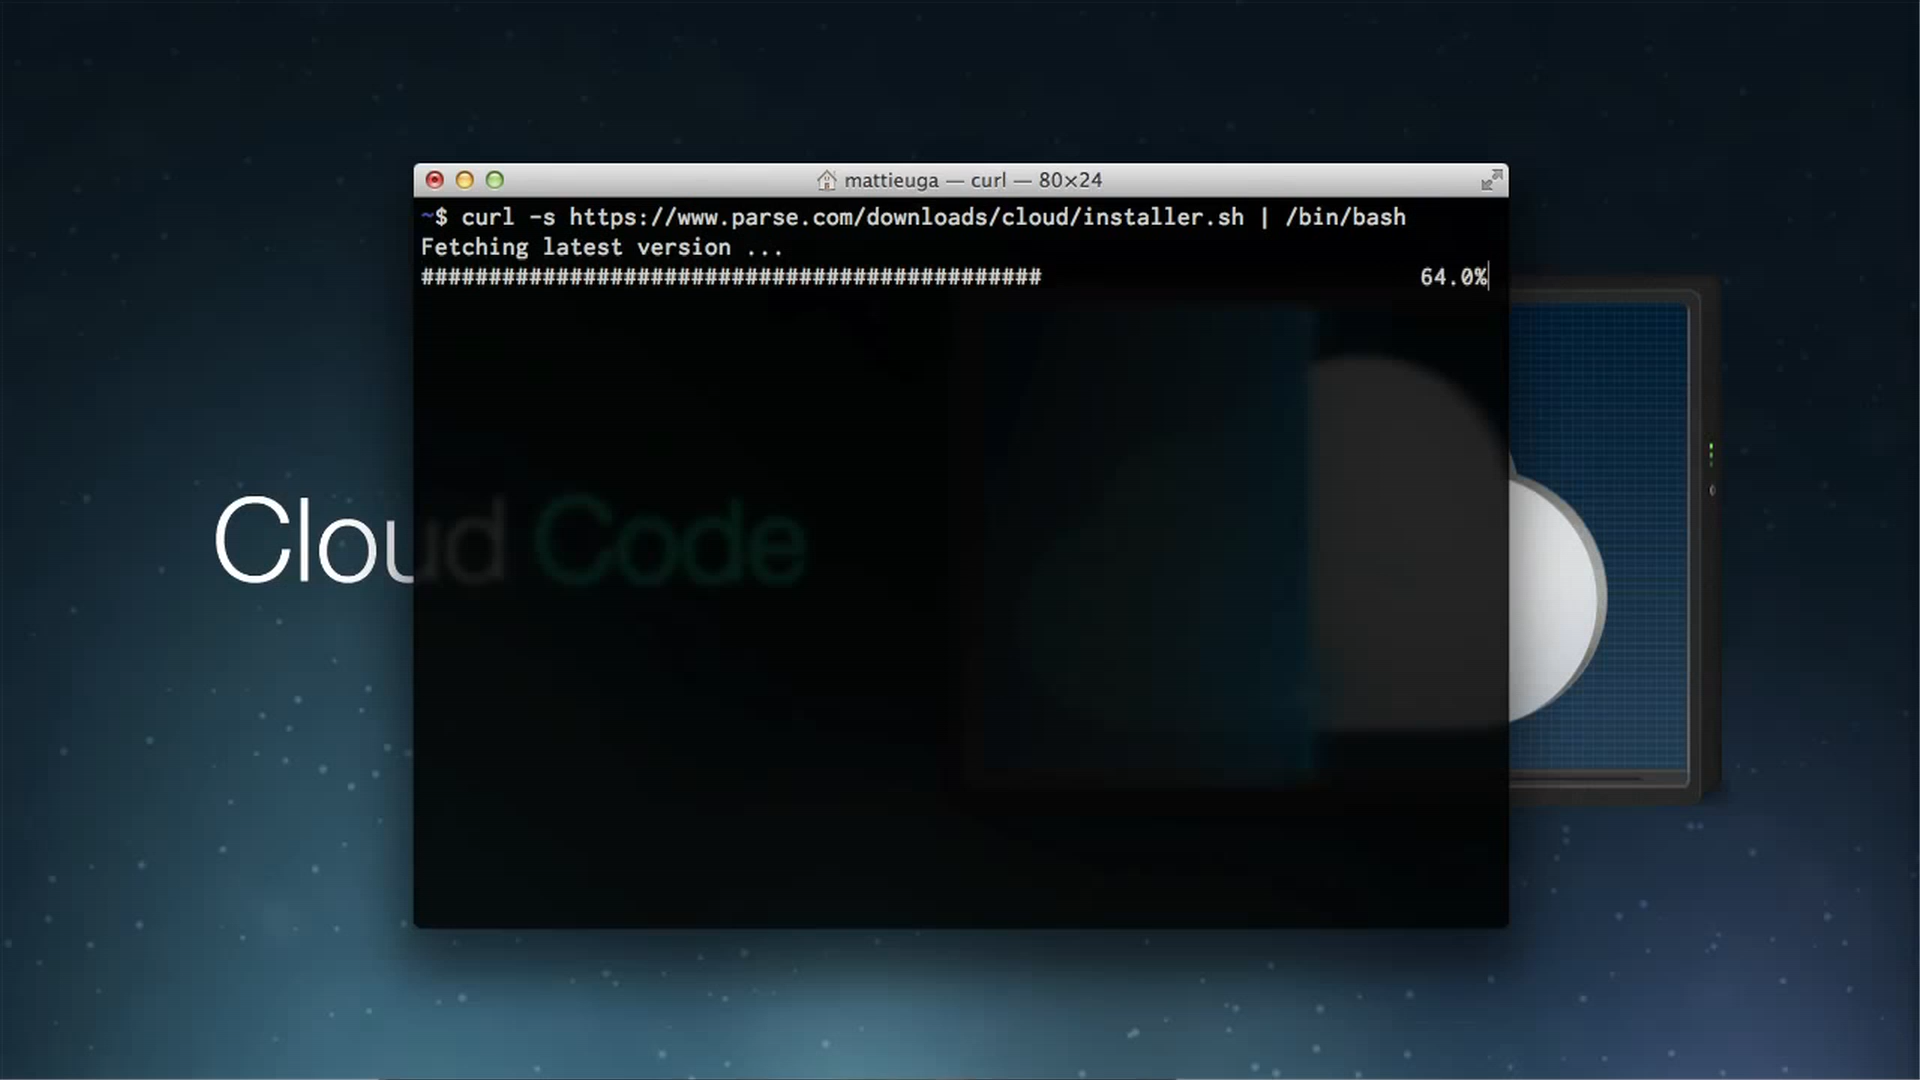 mattieuga — curl — 80×24
~$ curl -s https://www.parse.com/downloads/cloud/installer.sh | /bin/bash
Fetching latest version ...
############################################## 64.0%
Cloud Code